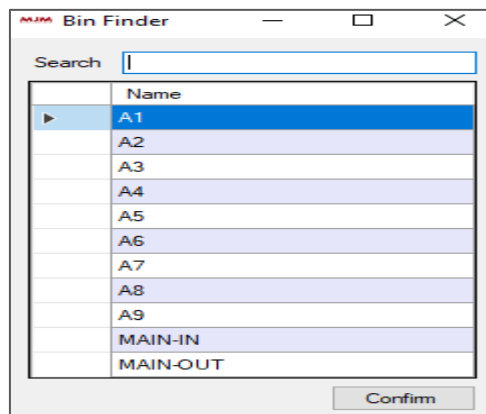 MJM Bin Finder
Search
Name
A1
A2
A3
A4
A5
A6
A7
A8
A9
MAIN-IN
MAIN-OUT
Confirm